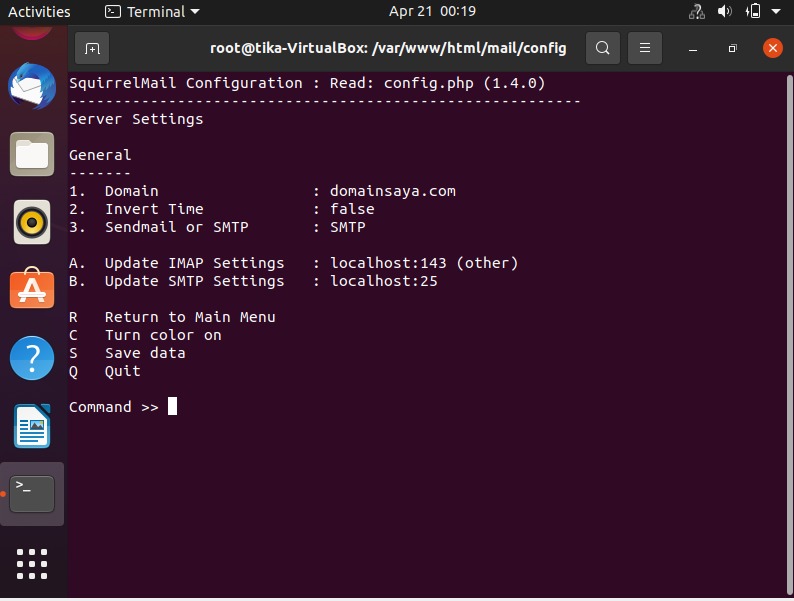 Activities Terminal Apr 21 00:19
root@tika-VirtualBox: /var/www/html/mail/config
SquirrelMail Configuration : Read: config.php (1.4.0)
---------------------------------------------------------
Server Settings
General
-------
1.  Domain                 : domainsaya.com
2.  Invert Time            : false
3.  Sendmail or SMTP       : SMTP
A.  Update IMAP Settings   : localhost:143 (other)
B.  Update SMTP Settings   : localhost:25
R   Return to Main Menu
C   Turn color on
S   Save data
Q   Quit
Command >>